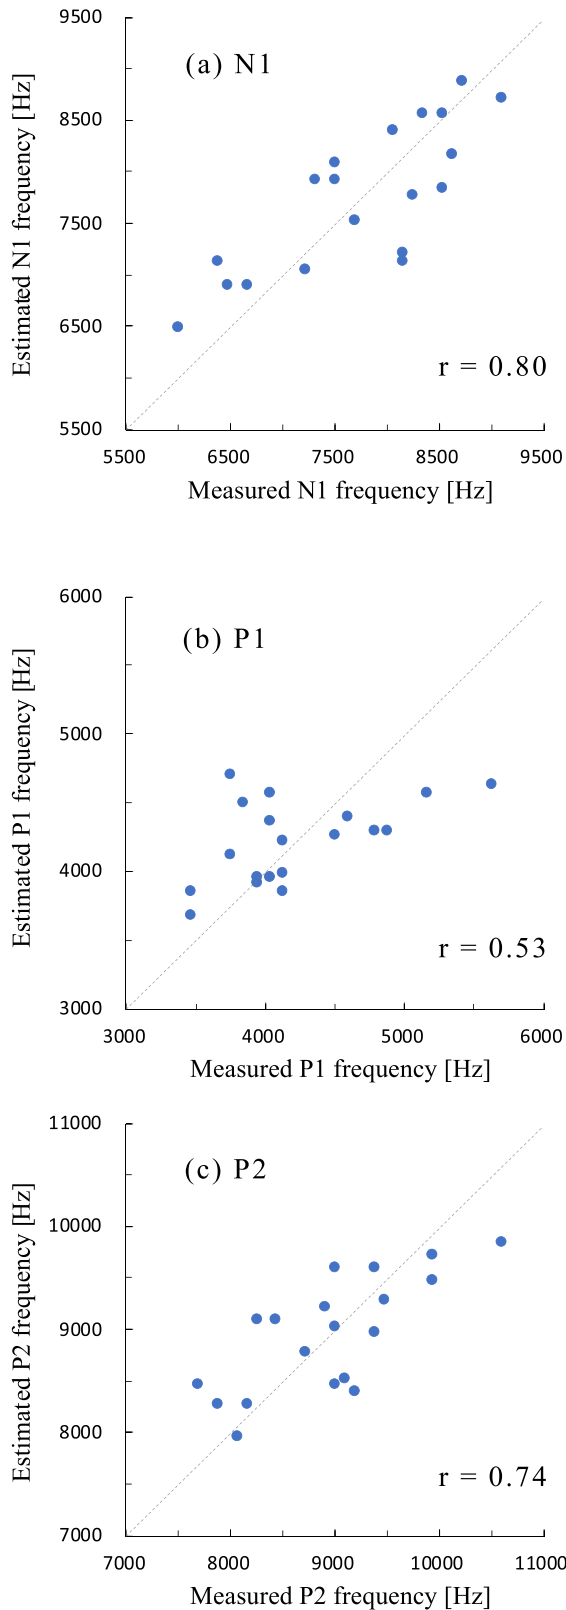 9500
(a) N1
8500
7500
6500
5500
Estimated N1 frequency [Hz]
r = 0.80
5500 6500 7500 8500 9500
Measured N1 frequency [Hz]
6000
(b) P1
5000
4000
3000
Estimated P1 frequency [Hz]
r = 0.53
3000 4000 5000 6000
Measured P1 frequency [Hz]
11000
(c) P2
10000
9000
8000
7000
Estimated P2 frequency [Hz]
r = 0.74
7000 8000 9000 10000 11000
Measured P2 frequency [Hz]